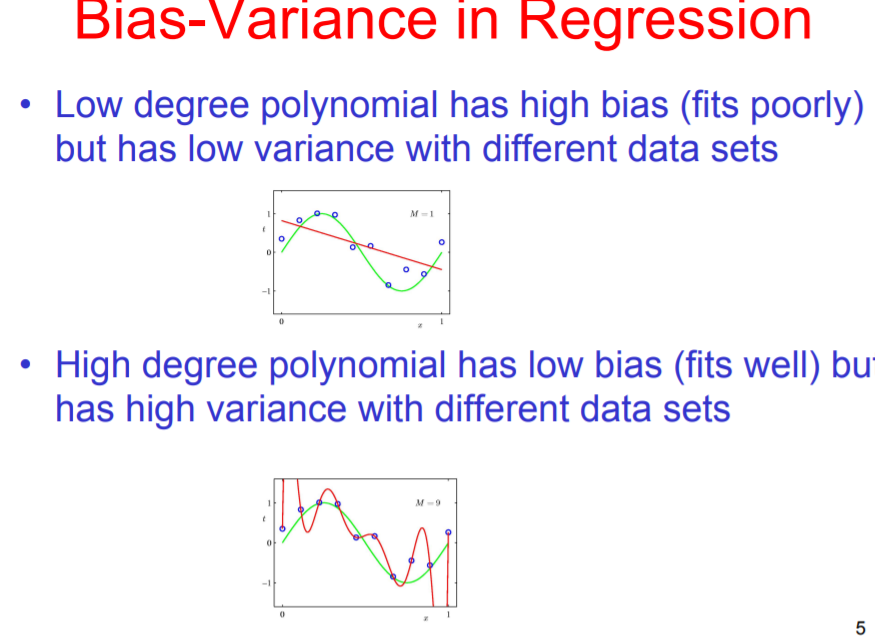 Bias-Variance in Regression
• Low degree polynomial has high bias (fits poorly)
but has low variance with different data sets
M = 1
1
t
0
−1
0
x
1
• High degree polynomial has low bias (fits well) but
has high variance with different data sets
M = 9
1
t
0
−1
0
x
1
5